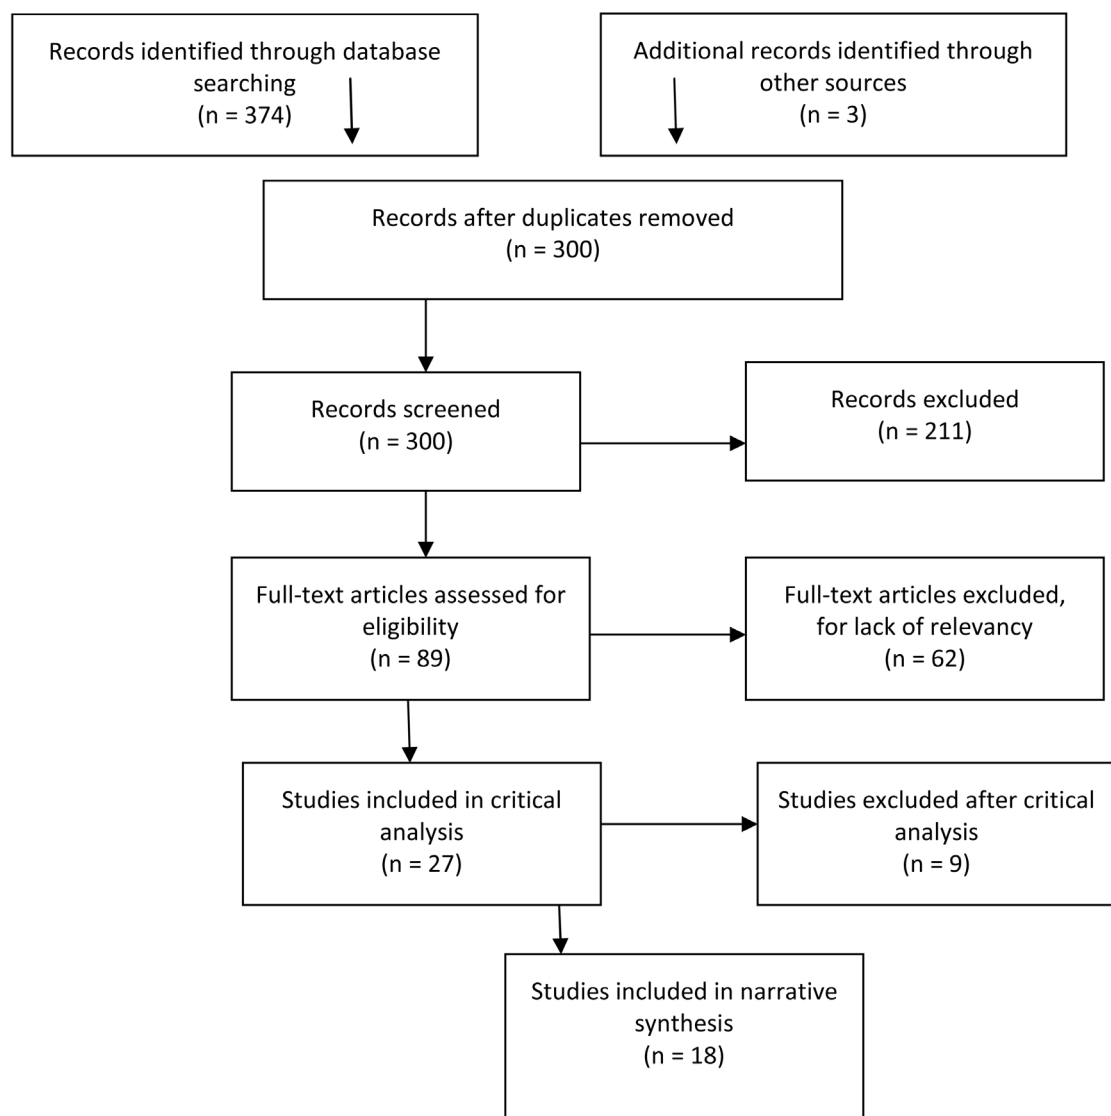 Records identified through database
searching
(n = 374)
Additional records identified through
other sources
(n = 3)
Records after duplicates removed
(n = 300)
Records screened
(n = 300)
Records excluded
(n = 211)
Full-text articles assessed for
eligibility
(n = 89)
Full-text articles excluded,
for lack of relevancy
(n = 62)
Studies included in critical
analysis
(n = 27)
Studies excluded after critical
analysis
(n = 9)
Studies included in narrative
synthesis
(n = 18)